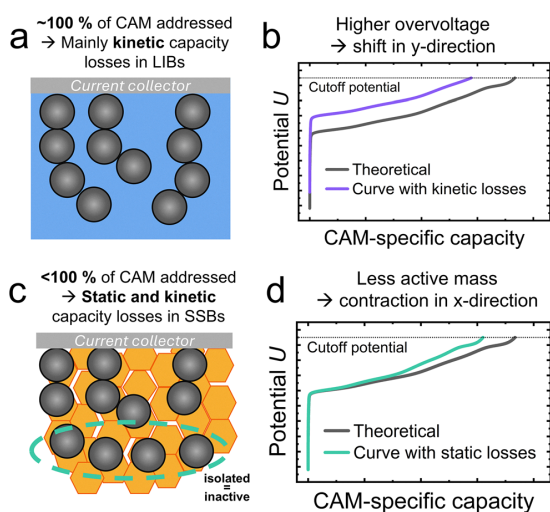 a
~100 % of CAM addressed
→ Mainly kinetic capacity
losses in LIBs
Current collector
b
Higher overvoltage
→ shift in y-direction
Cutoff potential
Theoretical
Curve with kinetic losses
Potential U
CAM-specific capacity
c
<100 % of CAM addressed
→ Static and kinetic
capacity losses in SSBs
Current collector
isolated
=
inactive
d
Less active mass
→ contraction in x-direction
Cutoff potential
Theoretical
Curve with static losses
Potential U
CAM-specific capacity